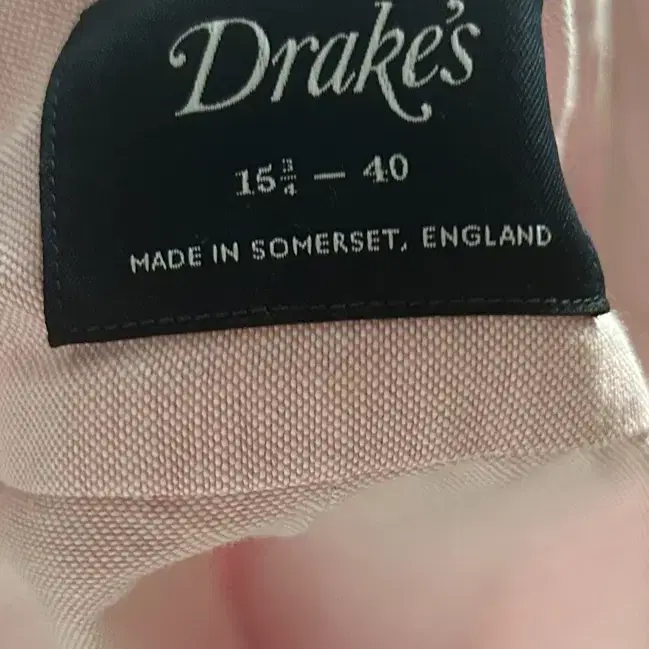 Drake's
15¾ — 40
MADE IN SOMERSET, ENGLAND